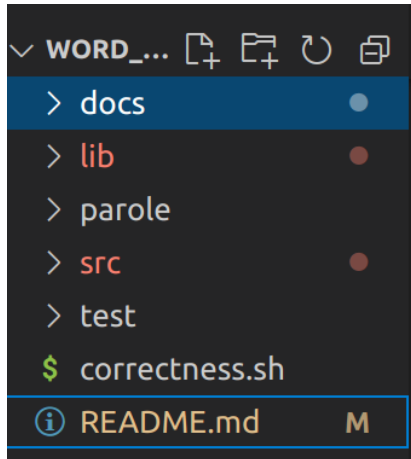 WORD_...
docs
lib
parole
src
test
$ correctness.sh
README.md M